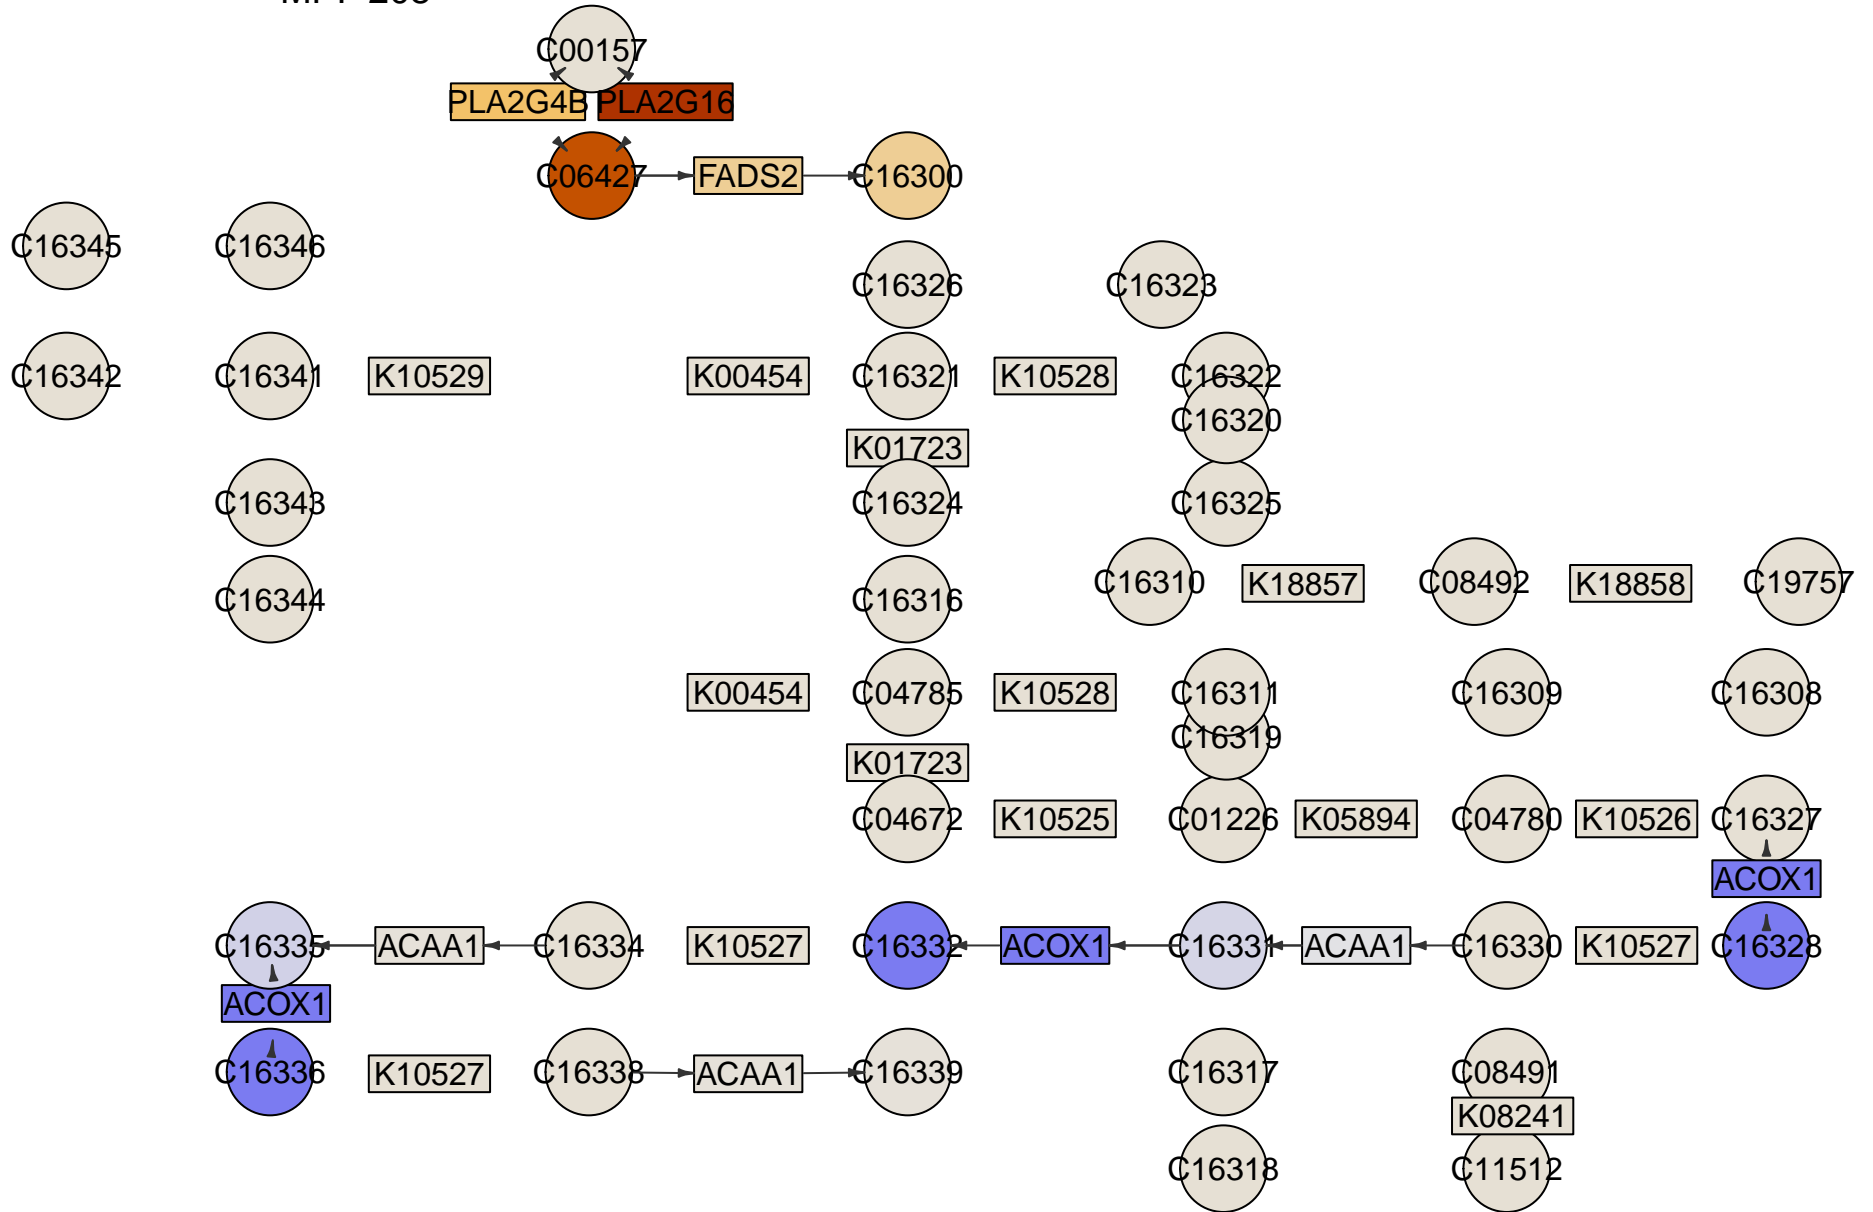 C00157
PLA2G4B PLA2G16
C06427 FADS2 C16300
C16345 C16346
C16326 C16323
C16342 C16341 K10529 K00454 C16321 K10528 C16322
C16320
K01723
C16343 C16324 C16325
C16310 K18857 C08492 K18858 C19757
C16344 C16316
K00454 C04785 K10528 C16311 C16309 C16308
C16319
K01723
C04672 K10525 C01226 K05894 C04780 K10526 C16327
ACOX1
C16335 ACAA1 C16334 K10527 C16332 ACOX1 C16331 ACAA1 C16330 K10527 C16328
ACOX1
C16336 K10527 C16338 ACAA1 C16339 C16317 C08491
K08241
C16318 C11512